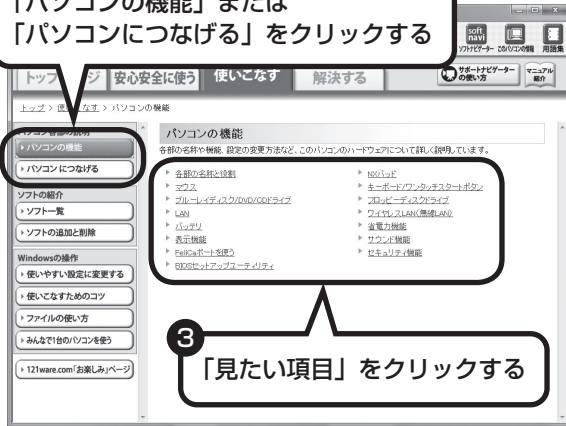 「パソコンの機能」または
「パソコンにつなげる」をクリックする
soft navi
ソフトナビゲーター このパソコンの情報 用語集
安心安全に使う 使いこなす 解決する
サポートナビゲーターの使い方
マニュアル紹介
トップ > 使いこなす > パソコンの機能
パソコン各部の説明
パソコンの機能
パソコンにつなげる
ソフトの紹介
ソフト一覧
ソフトの追加と削除
Windowsの操作
使いやすい設定に変更する
使いこなすためのコツ
ファイルの使い方
みんなで1台のパソコンを使う
121ware.com「お楽しみ」ページ
パソコンの機能
各部の名称や機能、設定の変更方法など、このパソコンのハードウェアについて詳しく説明しています。
各部の名称と役割
マウス
ブルーレイディスク/DVD/CDドライブ
LAN
バッテリ
表示機能
FeliCaポートを使う
BIOSセットアップユーティリティ
NXパッド
キーボード/ワンタッチスタートボタン
フロッピーディスクドライブ
ワイヤレスLAN(無線LAN)
省電力機能
サウンド機能
セキュリティ機能
3
「見たい項目」をクリックする